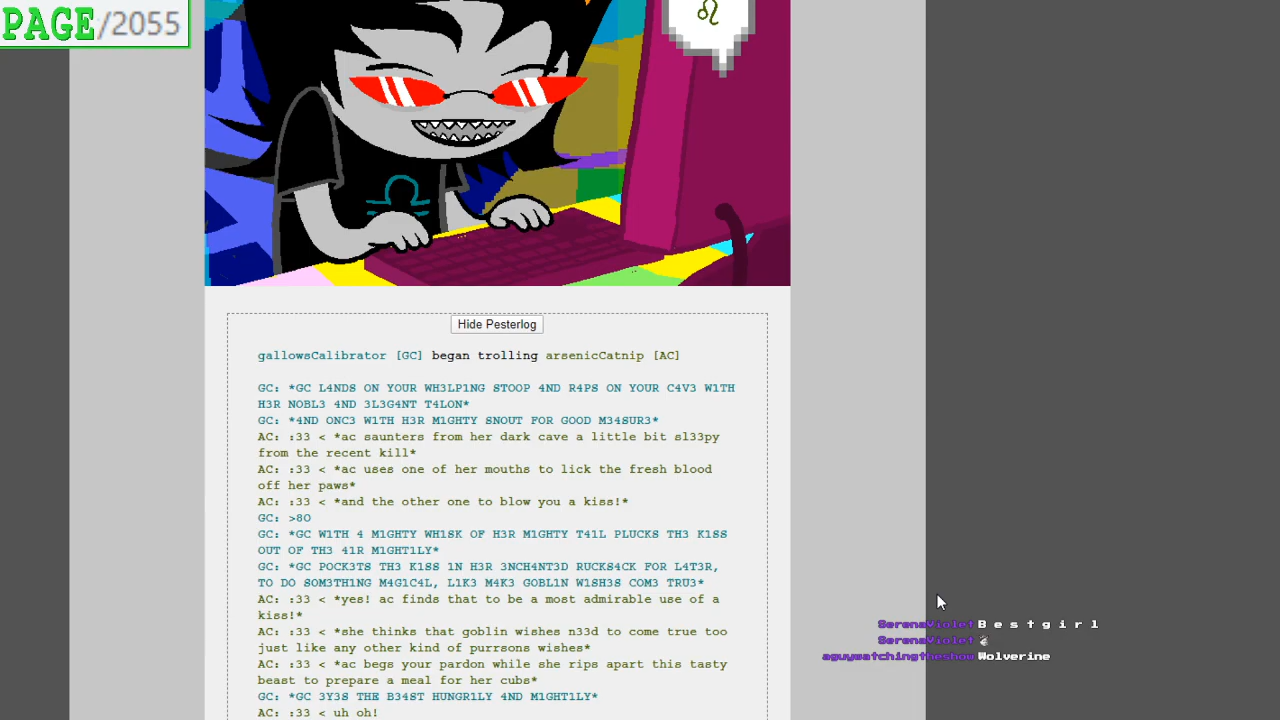 PAGE/2055
♌
Hide Pesterlog
gallowsCalibrator [GC] began trolling arsenicCatnip [AC]
GC: *GC L4NDS ON YOUR WH3LP1NG STOOP 4ND R4PS ON YOUR C4V3 W1TH
H3R NOBL3 4ND 3L3G4NT T4LON*
GC: *4ND ONC3 W1TH H3R M1GHTY SNOUT FOR GOOD M34SUR3*
AC: :33 < *ac saunters from her dark cave a little bit sl33py
from the recent kill*
AC: :33 < *ac uses one of her mouths to lick the fresh blood
off her paws*
AC: :33 < *and the other one to blow you a kiss!*
GC: >8O
GC: *GC W1TH 4 M1GHTY WH1SK OF H3R M1GHTY T41L PLUCKS TH3 K1SS
OUT OF TH3 41R M1GHT1LY*
GC: *GC POCK3TS TH3 K1SS 1N H3R 3NCH4NT3D RUCKS4CK FOR L4T3R,
TO DO SOM3TH1NG M4G1C4L, L1K3 M4K3 GOBL1N W1SH3S COM3 TRU3*
AC: :33 < *yes! ac finds that to be a most admirable use of a
kiss!*
AC: :33 < *she thinks that goblin wishes n33d to come true too
just like any other kind of purrsons wishes*
AC: :33 < *ac begs your pardon while she rips apart this tasty
beast to prepare a meal for her cubs*
GC: *GC 3Y3S THE B34ST HUNGR1LY 4ND M1GHT1LY*
AC: :33 < uh oh!
SerenaViolet B e s t g i r l
SerenaViolet
aguywatchingtheshow Wolverine